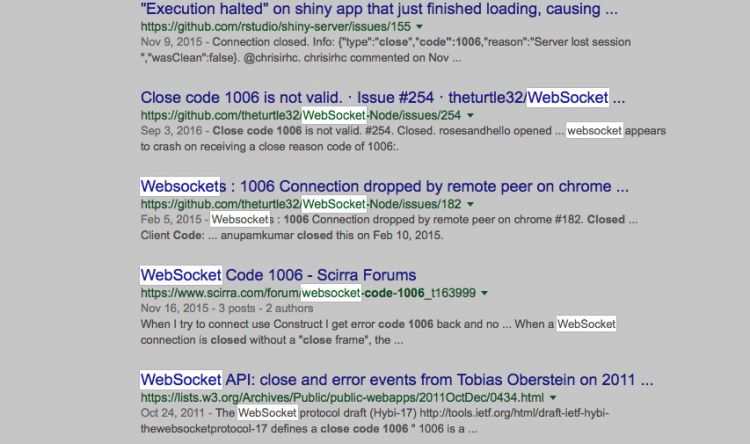 "Execution halted" on shiny app that just finished loading, causing ...
https://github.com/rstudio/shiny-server/issues/155
Nov 9, 2015 - Connection closed. Info: {"type":"close","code":1006,"reason":"Server lost session
","wasClean":false}. @chrisirhc. chrisirhc commented on Nov ...
Close code 1006 is not valid. · Issue #254 · theturtle32/WebSocket ...
https://github.com/theturtle32/WebSocket-Node/issues/254
Sep 3, 2016 - Close code 1006 is not valid. #254. Closed. rosesandhello opened ... websocket appears
to crash on receiving a close reason code of 1006:.
Websockets : 1006 Connection dropped by remote peer on chrome ...
https://github.com/theturtle32/WebSocket-Node/issues/182
Feb 5, 2015 - Websockets : 1006 Connection dropped by remote peer on chrome #182. Closed ...
Client Code: ... anupamkumar closed this on Feb 10, 2015.
WebSocket Code 1006 - Scirra Forums
https://www.scirra.com/forum/websocket-code-1006_t163999
Nov 16, 2015 - 3 posts - 2 authors
When I try to connect use Construct I get error code 1006 back and no ... When a WebSocket
connection is closed without a "close frame", the ...
WebSocket API: close and error events from Tobias Oberstein on 2011 ...
https://lists.w3.org/Archives/Public/public-webapps/2011OctDec/0434.html
Oct 24, 2011 - The WebSocket protocol draft (Hybi-17) http://tools.ietf.org/html/draft-ietf-hybi-
thewebsocketprotocol-17 defines a close code 1006 " 1006 is a ...